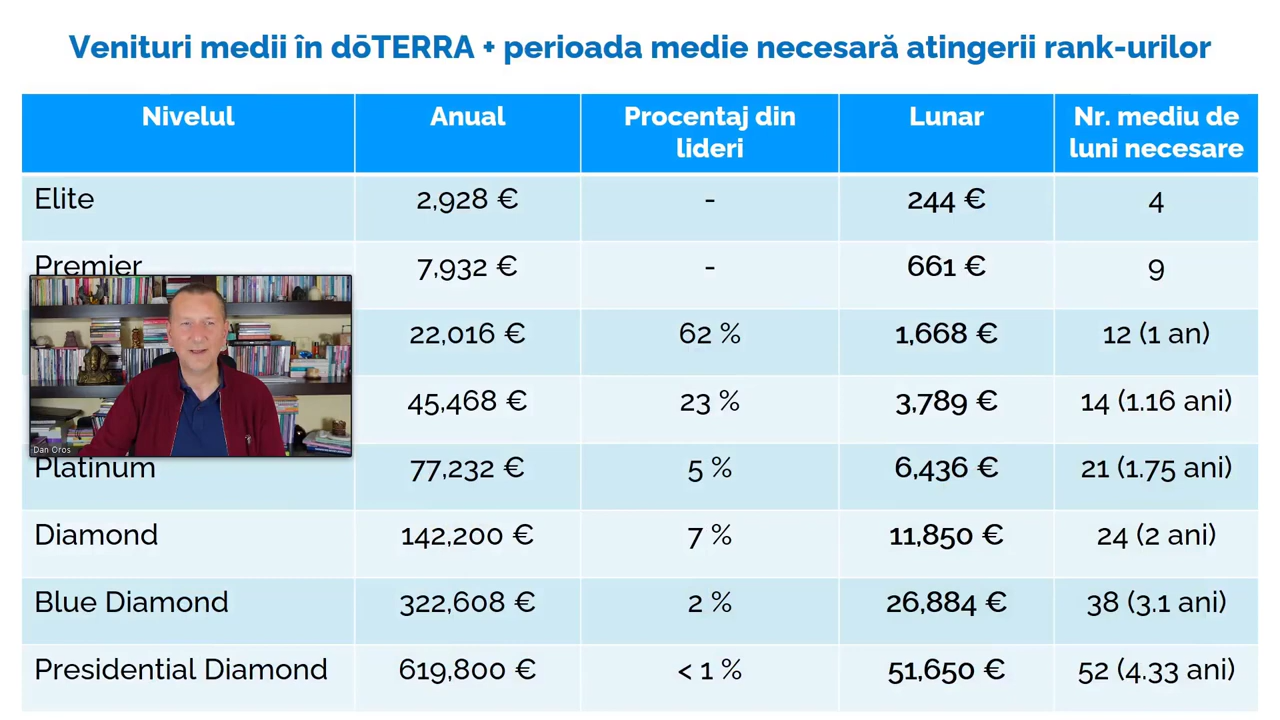 Venituri medii în dōTERRA + perioada medie necesară atingerii rank-urilor
Nivelul Anual Procentaj din lideri Lunar Nr. mediu de luni necesare
Elite 2,928 € - 244 € 4
Premier 7,932 € - 661 € 9
22,016 € 62 % 1,668 € 12 (1 an)
45,468 € 23 % 3,789 € 14 (1.16 ani)
Dan Oros
Platinum 77,232 € 5 % 6,436 € 21 (1.75 ani)
Diamond 142,200 € 7 % 11,850 € 24 (2 ani)
Blue Diamond 322,608 € 2 % 26,884 € 38 (3.1 ani)
Presidential Diamond 619,800 € < 1 % 51,650 € 52 (4.33 ani)